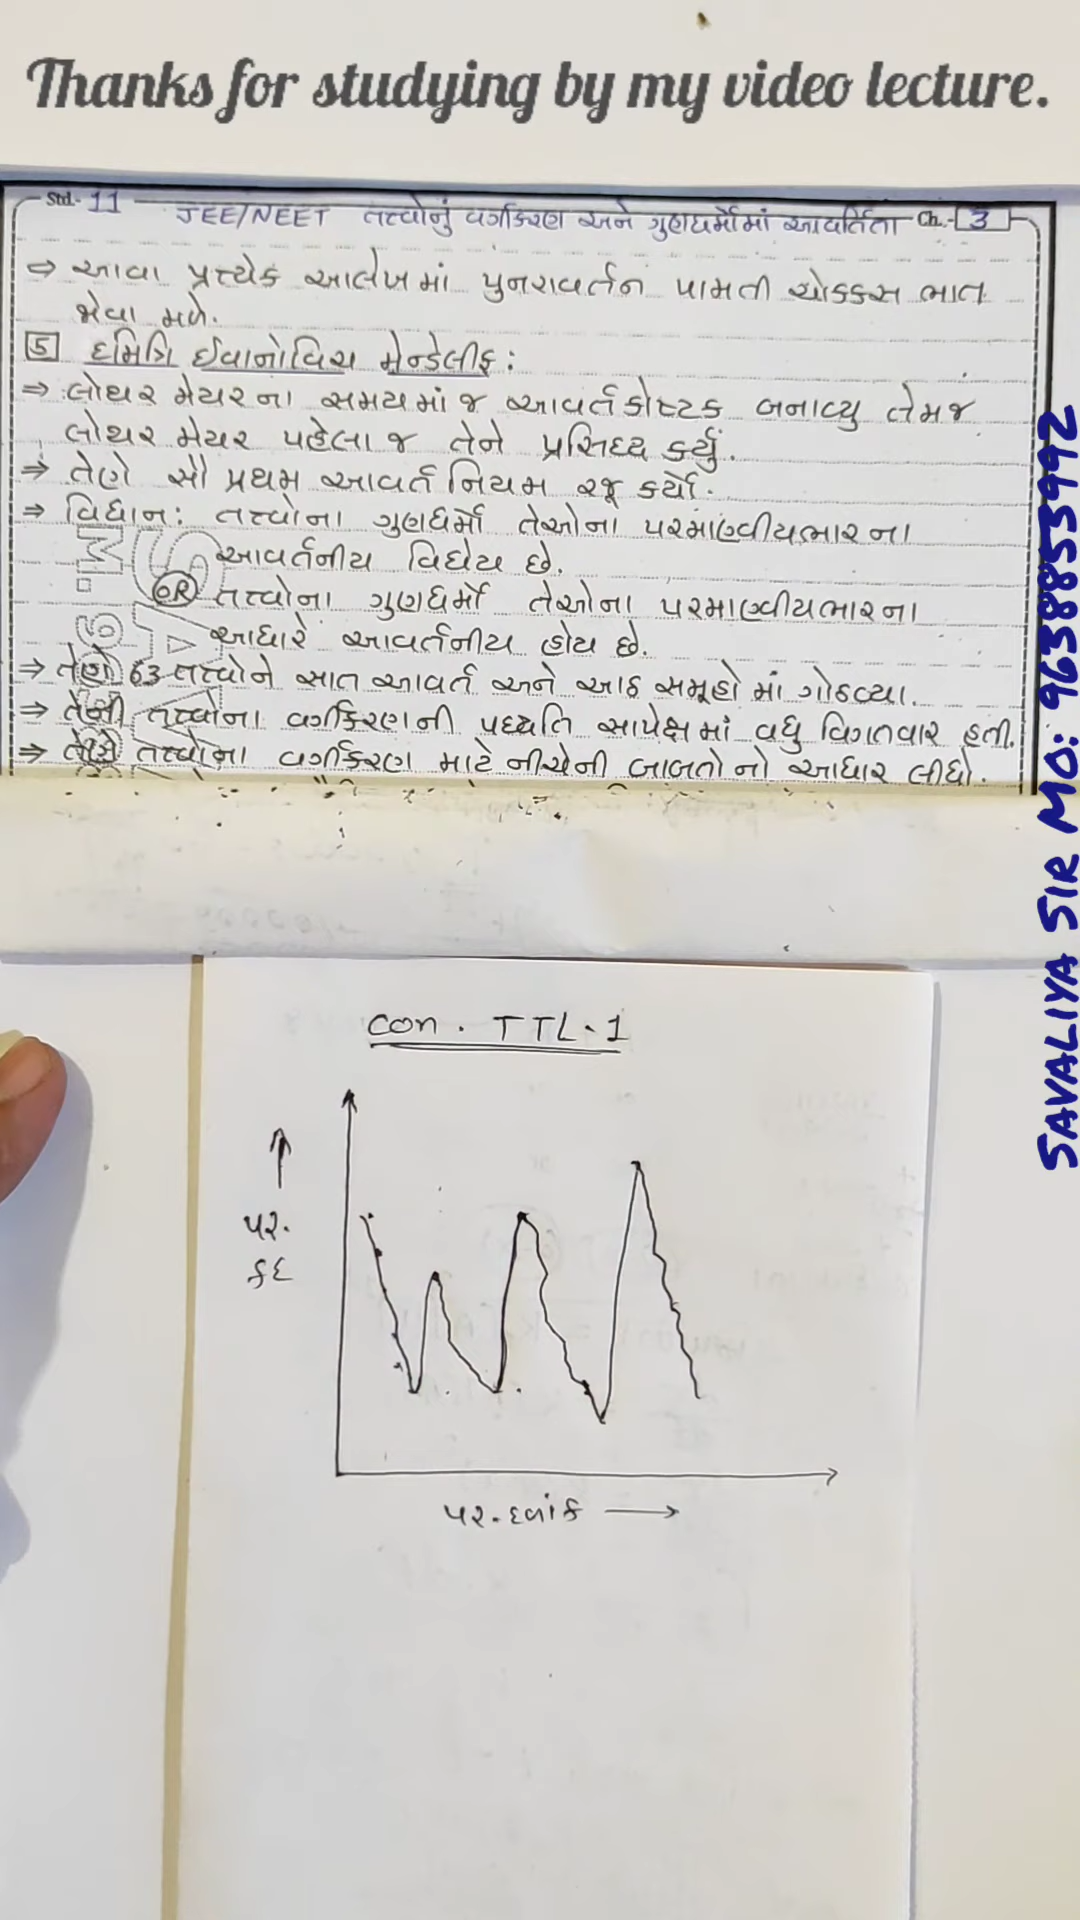 Thanks for studying by my video lecture.
Std.- 11 JEE/NEET તત્ત્વોનું વર્ગીકરણ અને ગુણધર્મોમાં આવર્તિતા Ch.- 3
⇒ આવા પ્રત્યેક આલેખમાં પુનરાવર્તન પામતી ચોક્કસ ભાત
જોવા મળે.
5 દમિત્રિ ઈવાનોવિચ મેન્ડેલીફ :
⇒ લોથર મેયરના સમયમાં જ આવર્તકોષ્ટક બનાવ્યુ તેમજ
લોથર મેયર પહેલા જ તેને પ્રસિધ્ધ કર્યું.
⇒ તેણે સૌ પ્રથમ આવર્ત નિયમ રજૂ કર્યો.
⇒ વિધાન: તત્ત્વોના ગુણધર્મો તેઓના પરમાણ્વીયભારના
આવર્તનીય વિધેય છે.
OR તત્ત્વોના ગુણધર્મો તેઓના પરમાણ્વીયભારના
આધારે આવર્તનીય હોય છે.
⇒ તેણે 63 તત્ત્વોને સાત આવર્ત અને આઠ સમૂહોમાં ગોઠવ્યા.
⇒ તેની તત્ત્વોના વર્ગીકરણની પધ્ધતિ સાપેક્ષમાં વધુ વિગતવાર હતી.
⇒ તેણે તત્ત્વોના વર્ગીકરણ માટે નીચેની બાબતોનો આધાર લીધો.
SAVALIYA SIR MO: 9638853992
con. TTL-1
પર.
કદ
પર. ક્રમાંક